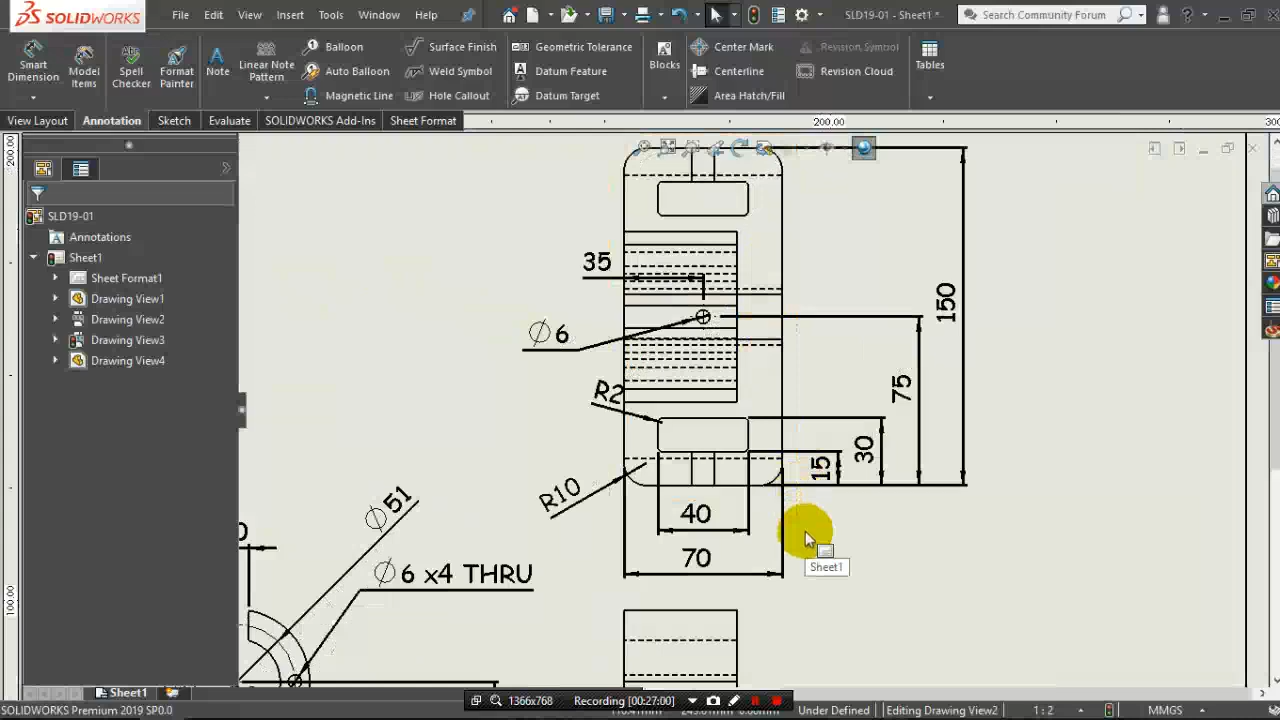 SOLIDWORKS File Edit View Insert Tools Window Help SLD19-01 - Sheet1 * Search Community Forum ?
Smart Dimension
Model Items
Spell Checker
Format Painter
Note
Linear Note Pattern
Balloon
Auto Balloon
Magnetic Line
Surface Finish
Weld Symbol
Hole Callout
Geometric Tolerance
Datum Feature
Datum Target
Blocks
Center Mark
Centerline
Area Hatch/Fill
Revision Symbol
Revision Cloud
Tables
View Layout Annotation Sketch Evaluate SOLIDWORKS Add-Ins Sheet Format
200.00
300
200.00
100.00
SLD19-01
Annotations
Sheet1
Sheet Format1
Drawing View1
Drawing View2
Drawing View3
Drawing View4
35
∅6
R2
R10
150
75
30
15
40
70
0
∅51
∅6 x4 THRU
Sheet1
Sheet1
1366x768 Recording [00:27:00]
SOLIDWORKS Premium 2019 SP0.0 Under Defined Editing Drawing View2 1 : 2 MMGS